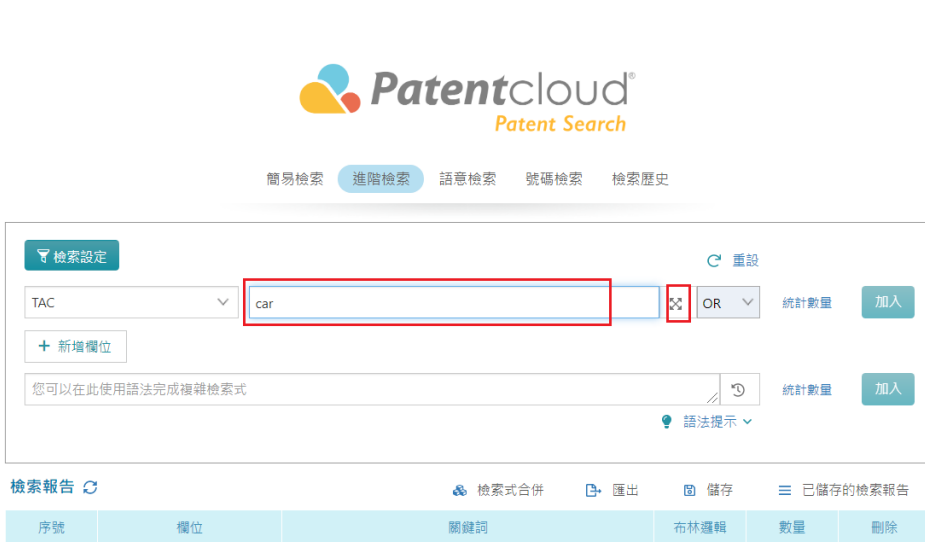 Patentcloud®
Patent Search
簡易檢索 進階檢索 語意檢索 號碼檢索 檢索歷史
檢索設定 重設
TAC car OR 統計數量 加入
+ 新增欄位
您可以在此使用語法完成複雜檢索式 統計數量 加入
語法提示
檢索報告 檢索式合併 匯出 儲存 已儲存的檢索報告
序號 欄位 關鍵詞 布林邏輯 數量 刪除